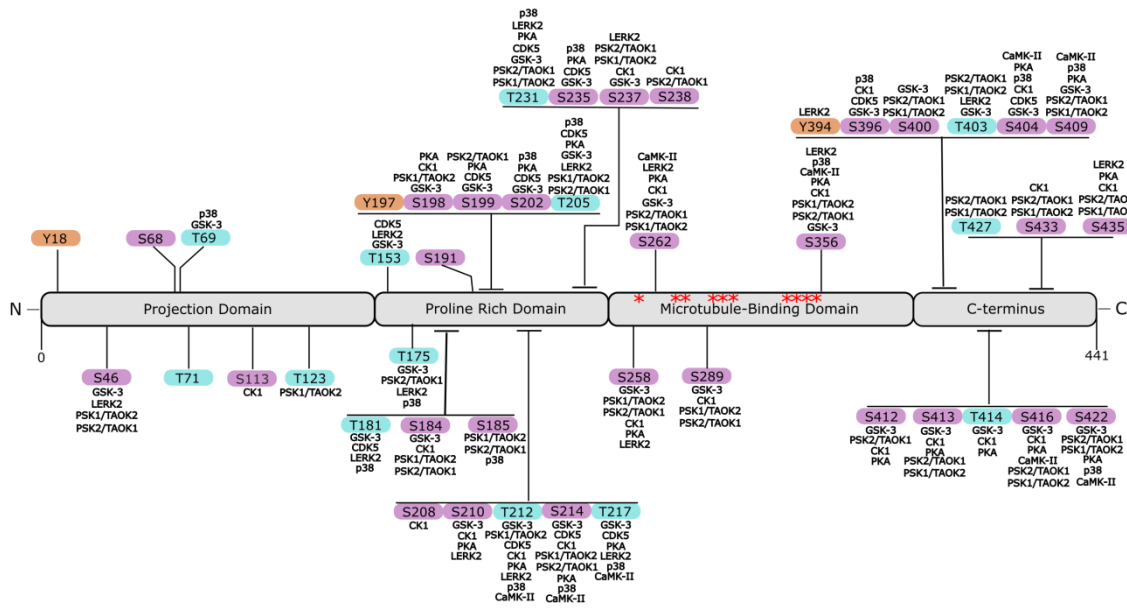 p38
LERK2
PKA
CDK5
GSK-3
PSK2/TAOK1
PSK1/TAOK2
T231
p38
PKA
CDK5
GSK-3
S235
LERK2
PSK2/TAOK1
PSK1/TAOK2
CK1
GSK-3
S237
CK1
PSK2/TAOK1
S238
LERK2
Y394
p38
CK1
CDK5
GSK-3
S396
GSK-3
PSK2/TAOK1
PSK1/TAOK2
S400
PSK2/TAOK1
PSK1/TAOK2
LERK2
GSK-3
T403
CaMK-II
PKA
p38
CK1
CDK5
GSK-3
S404
CaMK-II
p38
PKA
GSK-3
PSK1/TAOK2
PSK2/TAOK1
S409
Y197
PKA
CK1
PSK1/TAOK2
GSK-3
S198
PSK2/TAOK1
PKA
CDK5
GSK-3
S199
p38
PKA
CDK5
GSK-3
S202
p38
CDK5
PKA
GSK-3
LERK2
PSK1/TAOK2
PSK2/TAOK1
T205
CaMK-II
LERK2
PKA
CK1
GSK-3
PSK2/TAOK1
S262
LERK2
p38
CaMK-II
PKA
CK1
PSK1/TAOK2
PSK2/TAOK1
GSK-3
S356
PSK2/TAOK1
PSK1/TAOK2
T427
CK1
PSK2/TAOK1
PSK1/TAOK2
S433
LERK2
PKA
CK1
PSK2/TAOK1
PSK1/TAOK2
S435
Y18
S68
p38
GSK-3
T69
CDK5
LERK2
GSK-3
T153
S191
N
Projection Domain
Proline Rich Domain
* ** *** ****
Microtubule-Binding Domain
C-terminus
C
0
441
S46
GSK-3
LERK2
PSK1/TAOK2
PSK2/TAOK1
T71
S113
CK1
T123
PSK1/TAOK2
T175
GSK-3
PSK2/TAOK1
LERK2
p38
T181
GSK-3
CDK5
LERK2
p38
S184
GSK-3
CK1
PSK1/TAOK2
PSK2/TAOK1
S185
PSK1/TAOK2
PSK2/TAOK1
p38
S258
GSK-3
PSK1/TAOK2
PSK2/TAOK1
CK1
PKA
LERK2
S289
GSK-3
CK1
PSK1/TAOK2
PSK2/TAOK1
S208
CK1
S210
GSK-3
CK1
PKA
LERK2
T212
GSK-3
PSK1/TAOK2
CDK5
CK1
PKA
LERK2
p38
CaMK-II
S214
GSK-3
CDK5
CK1
PSK1/TAOK2
PSK2/TAOK1
PKA
p38
CaMK-II
T217
GSK-3
CDK5
PKA
LERK2
p38
CaMK-II
S412
GSK-3
PSK2/TAOK1
CK1
PKA
S413
GSK-3
CK1
PKA
PSK2/TAOK1
PSK1/TAOK2
T414
GSK-3
CK1
PKA
S416
GSK-3
CK1
PKA
CaMK-II
PSK2/TAOK1
PSK1/TAOK2
S422
GSK-3
PSK2/TAOK1
PSK1/TAOK2
PKA
p38
CaMK-II